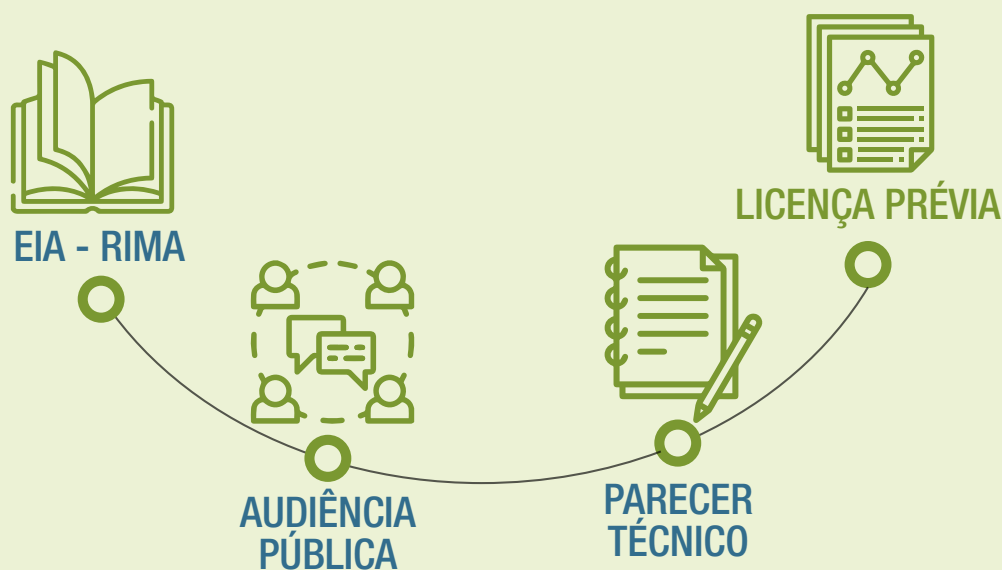 EIA - RIMA
AUDIÊNCIA
PÚBLICA
PARECER
TÉCNICO
LICENÇA PRÉVIA